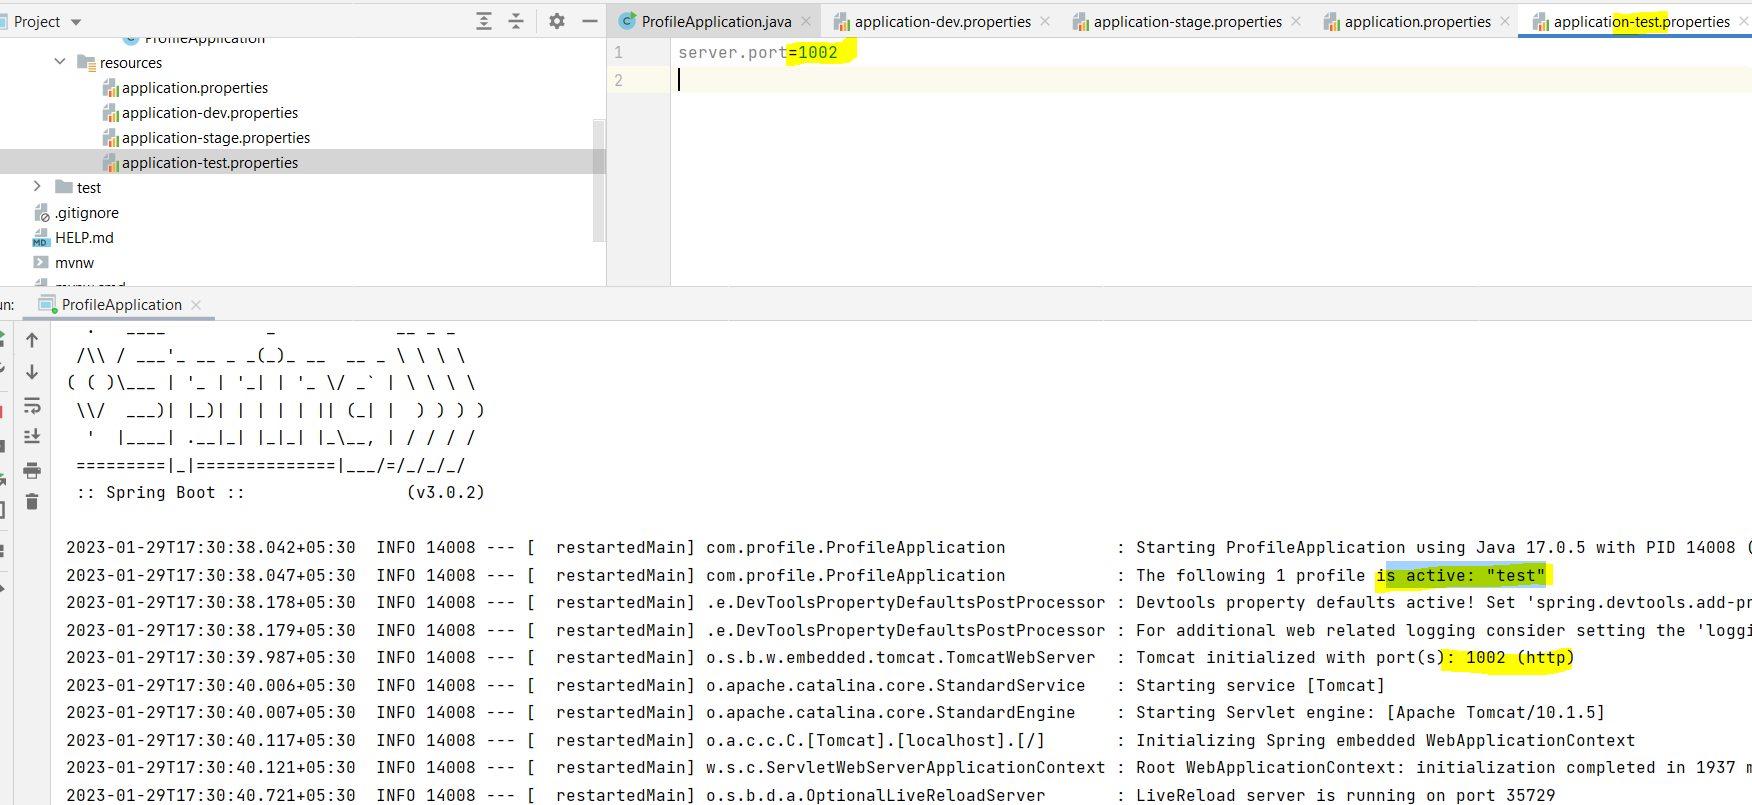 Project
ProfileApplication.java
application-dev.properties
application-stage.properties
application.properties
application-test.properties
ProfileApplication
resources
application.properties
application-dev.properties
application-stage.properties
application-test.properties
test
.gitignore
HELP.md
mvnw
mvnw.cmd
1 server.port=1002
2
un:
ProfileApplication
  .   ____          _            __ _ _
 /\\ / ___'_ __ _ _(_)_ __  __ _ \ \ \ \
( ( )\___ | '_ | '_| | '_ \/ _` | \ \ \ \
 \\/  ___)| |_)| | | | | || (_| |  ) ) ) )
  '  |____| .__|_| |_|_| |_\__, | / / / /
 =========|_|==============|___/=/_/_/_/
 :: Spring Boot ::                (v3.0.2)
2023-01-29T17:30:38.042+05:30  INFO 14008 --- [  restartedMain] com.profile.ProfileApplication           : Starting ProfileApplication using Java 17.0.5 with PID 14008 (
2023-01-29T17:30:38.047+05:30  INFO 14008 --- [  restartedMain] com.profile.ProfileApplication           : The following 1 profile is active: "test"
2023-01-29T17:30:38.178+05:30  INFO 14008 --- [  restartedMain] .e.DevToolsPropertyDefaultsPostProcessor : Devtools property defaults active! Set 'spring.devtools.add-pr
2023-01-29T17:30:38.179+05:30  INFO 14008 --- [  restartedMain] .e.DevToolsPropertyDefaultsPostProcessor : For additional web related logging consider setting the 'loggi
2023-01-29T17:30:39.987+05:30  INFO 14008 --- [  restartedMain] o.s.b.w.embedded.tomcat.TomcatWebServer  : Tomcat initialized with port(s): 1002 (http)
2023-01-29T17:30:40.006+05:30  INFO 14008 --- [  restartedMain] o.apache.catalina.core.StandardService   : Starting service [Tomcat]
2023-01-29T17:30:40.007+05:30  INFO 14008 --- [  restartedMain] o.apache.catalina.core.StandardEngine    : Starting Servlet engine: [Apache Tomcat/10.1.5]
2023-01-29T17:30:40.117+05:30  INFO 14008 --- [  restartedMain] o.a.c.c.C.[Tomcat].[localhost].[/]       : Initializing Spring embedded WebApplicationContext
2023-01-29T17:30:40.121+05:30  INFO 14008 --- [  restartedMain] w.s.c.ServletWebServerApplicationContext : Root WebApplicationContext: initialization completed in 1937 m
2023-01-29T17:30:40.721+05:30  INFO 14008 --- [  restartedMain] o.s.b.d.a.OptionalLiveReloadServer       : LiveReload server is running on port 35729